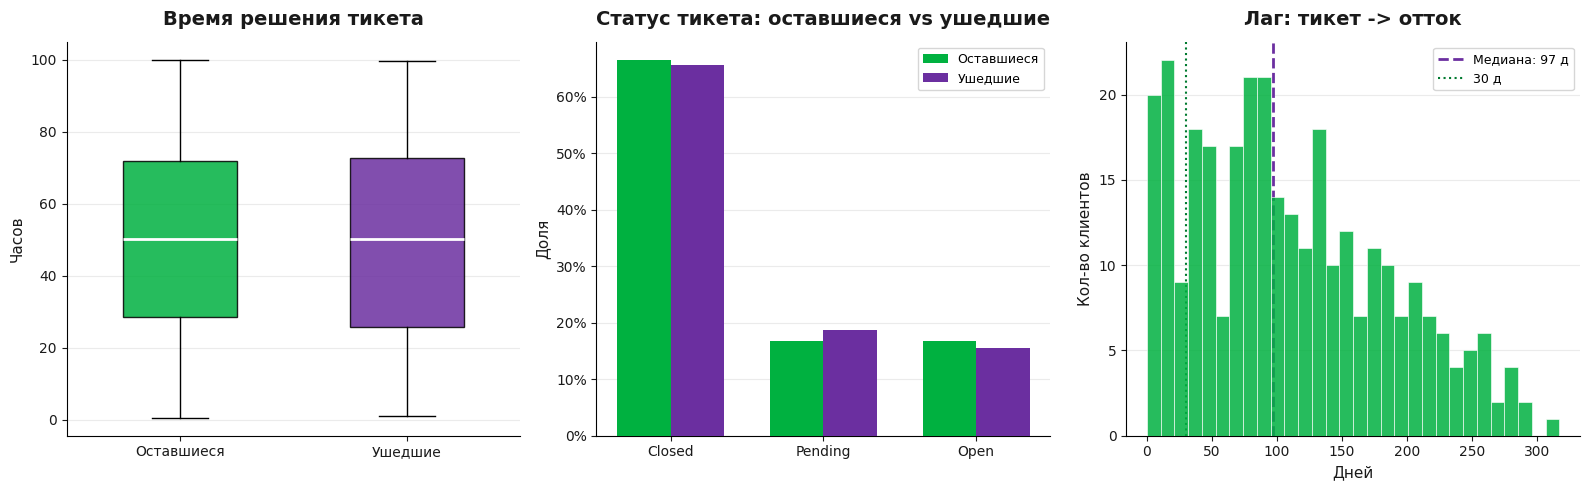 Время решения тикета
Часов
100
80
60
40
20
0
Оставшиеся
Ушедшие
Статус тикета: оставшиеся vs ушедшие
Доля
60%
50%
40%
30%
20%
10%
0%
Оставшиеся
Ушедшие
Closed
Pending
Open
Лаг: тикет -> отток
Кол-во клиентов
20
15
10
5
0
Медиана: 97 д
30 д
0
50
100
150
200
250
300
Дней